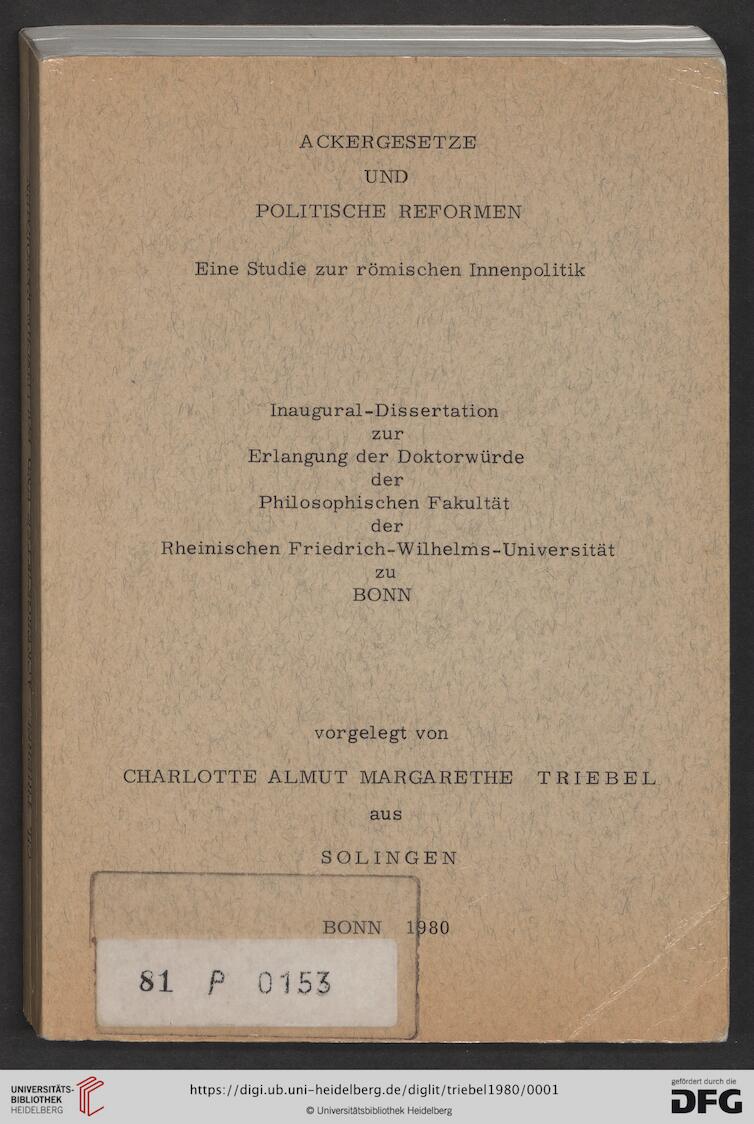 ACKERGESETZE
UND
POLITISCHE REFORMEN
Eine Studie zur römischen Innenpolitik
Inaugural-Dissertation
zur
Erlangung der Doktorwürde
der
Philosophischen Fakultät
der
Rheinischen Friedrich-Wilhelms-Universität
zu
BONN
vorgelegt von
CHARLOTTE ALMUT MARGARETHE TRIEBEL
aus
SOLINGEN
BONN 1980
81 P 0153
UNIVERSITÄTS-
BIBLIOTHEK
HEIDELBERG
https://digi.ub.uni-heidelberg.de/diglit/triebel1980/0001
© Universitätsbibliothek Heidelberg
gefördert durch die
DFG